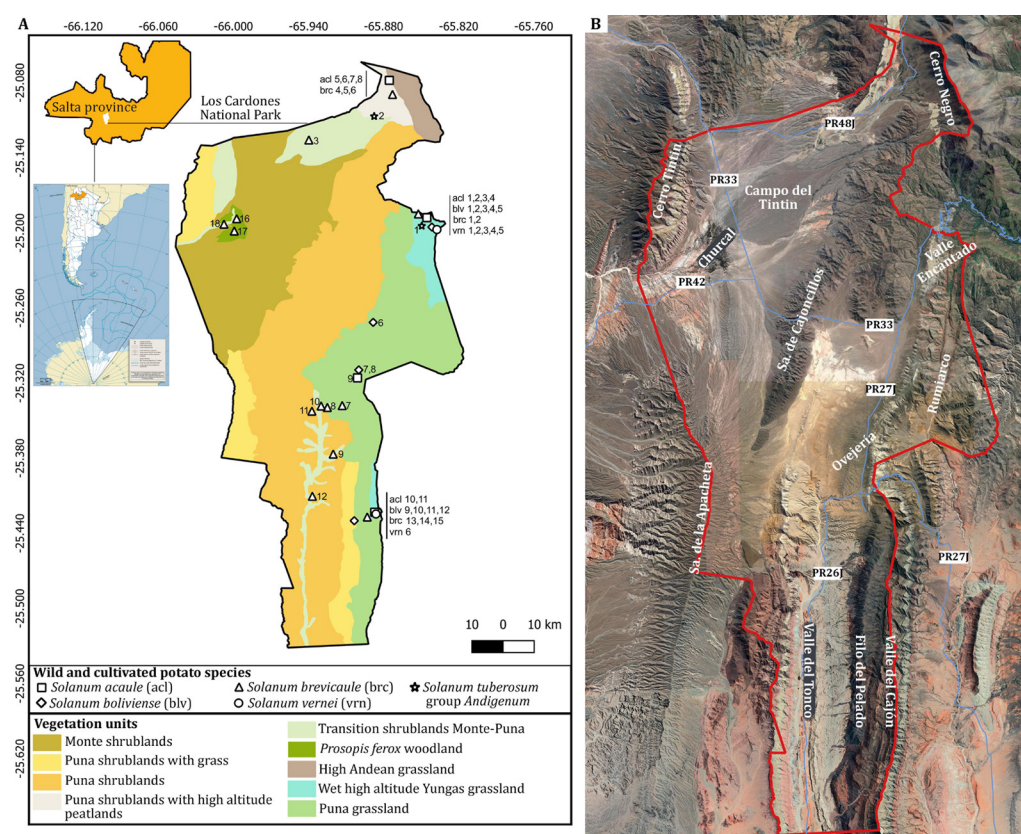 A
-66.120 -66.060 -66.000 -65.940 -65.880 -65.820 -65.760
-25.080
-25.140
-25.200
-25.260
-25.320
-25.380
-25.440
-25.500
-25.560
-25.620
Salta province
Los Cardones
National Park
acl 5,6,7,8
brc 4,5,6
2
3
acl 1,2,3,4
blv 1,2,3,4,5
brc 1,2
vrn 1,2,3,4,5
1
16
18
17
6
7,8
9
10
8
7
11
9
12
acl 10,11
blv 9,10,11,12
brc 13,14,15
vrn 6
10 0 10 km
Wild and cultivated potato species
Solanum acaule (acl)
Solanum brevicaule (brc)
Solanum tuberosum
group Andigenum
Solanum boliviense (blv)
Solanum vernei (vrn)
Vegetation units
Monte shrublands
Puna shrublands with grass
Puna shrublands
Puna shrublands with high altitude
peatlands
Transition shrublands Monte-Puna
Prosopis ferox woodland
High Andean grassland
Wet high altitude Yungas grassland
Puna grassland
B
Cerro Negro
PR48J
Cerro Tintin
PR33
Campo del
Tintin
Churcal
Valle
Encantado
PR42
Sa. de Cajoncillos
PR33
PR27J
Rumiarco
Ovejería
Sa. de la Apacheta
PR26J
PR27J
Valle del Tonco
Filo del Pelado
Valle del Cajón